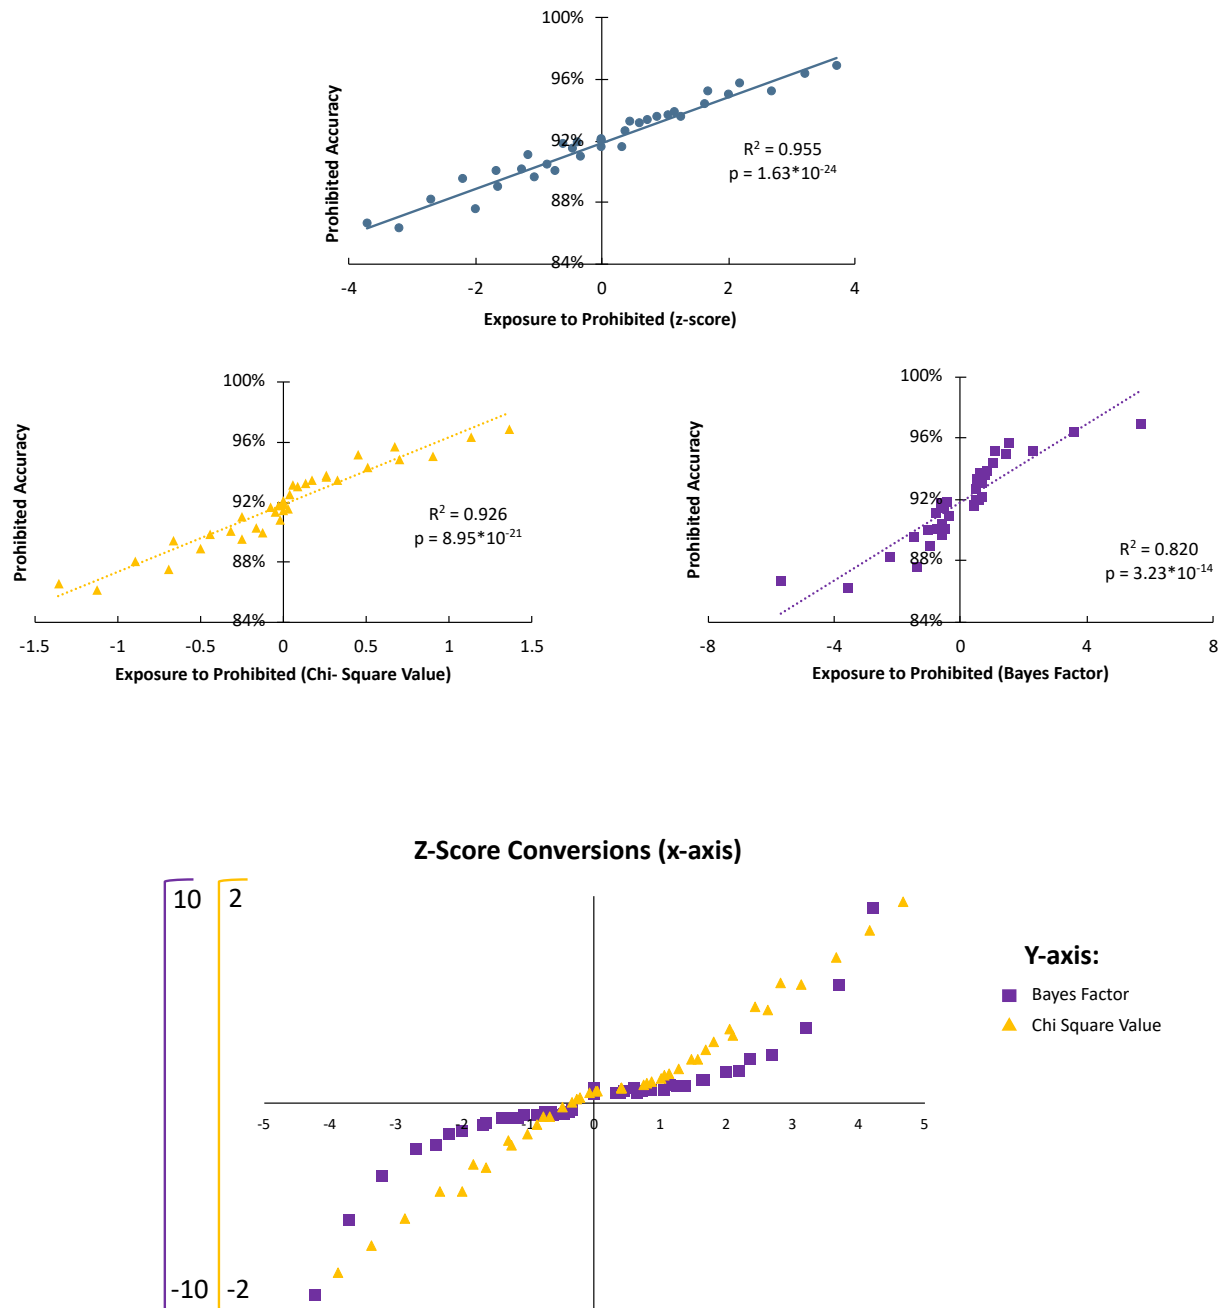 100%
96%
92%
88%
84%
Prohibited Accuracy
R² = 0.955
p = 1.63*10⁻²⁴
-4
-2
0
2
4
Exposure to Prohibited (z-score)
100%
96%
92%
88%
84%
Prohibited Accuracy
R² = 0.926
p = 8.95*10⁻²¹
-1.5
-1
-0.5
0
0.5
1
1.5
Exposure to Prohibited (Chi- Square Value)
100%
96%
92%
88%
84%
Prohibited Accuracy
R² = 0.820
p = 3.23*10⁻¹⁴
-8
-4
0
4
8
Exposure to Prohibited (Bayes Factor)
Z-Score Conversions (x-axis)
10
2
-10
-2
-5
-4
-3
-2
-1
0
1
2
3
4
5
Y-axis:
Bayes Factor
Chi Square Value